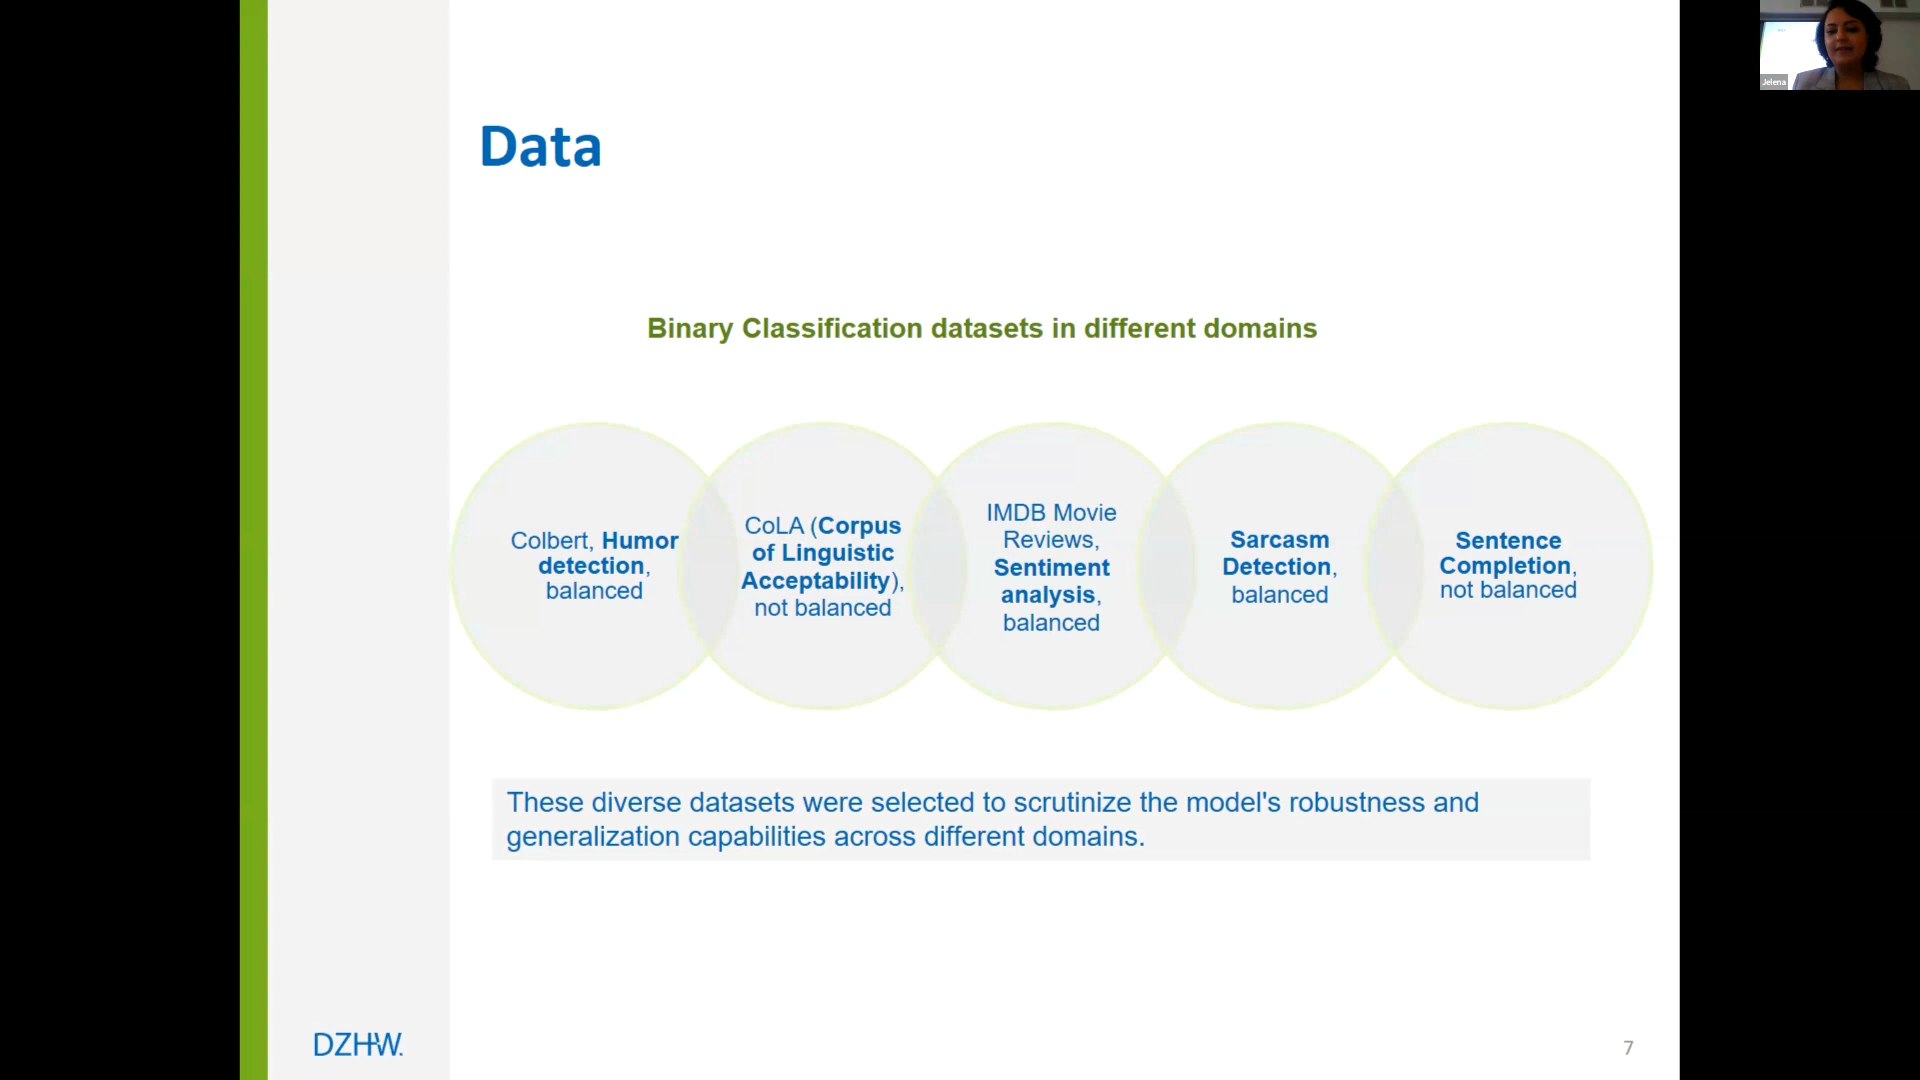 Jelena
Data
Binary Classification datasets in different domains
Colbert, Humor
detection,
balanced
CoLA (Corpus
of Linguistic
Acceptability),
not balanced
IMDB Movie
Reviews,
Sentiment
analysis,
balanced
Sarcasm
Detection,
balanced
Sentence
Completion,
not balanced
These diverse datasets were selected to scrutinize the model's robustness and
generalization capabilities across different domains.
DZHW.
7